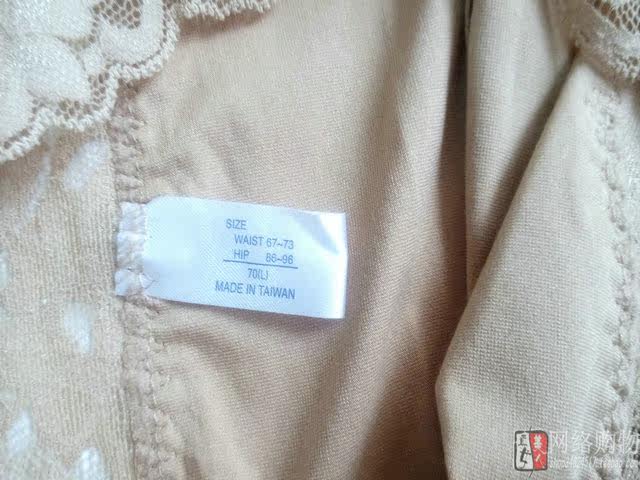 SIZE
WAIST 67~73
HIP 86~96
70(L)
MADE IN TAIWAN
网络购物